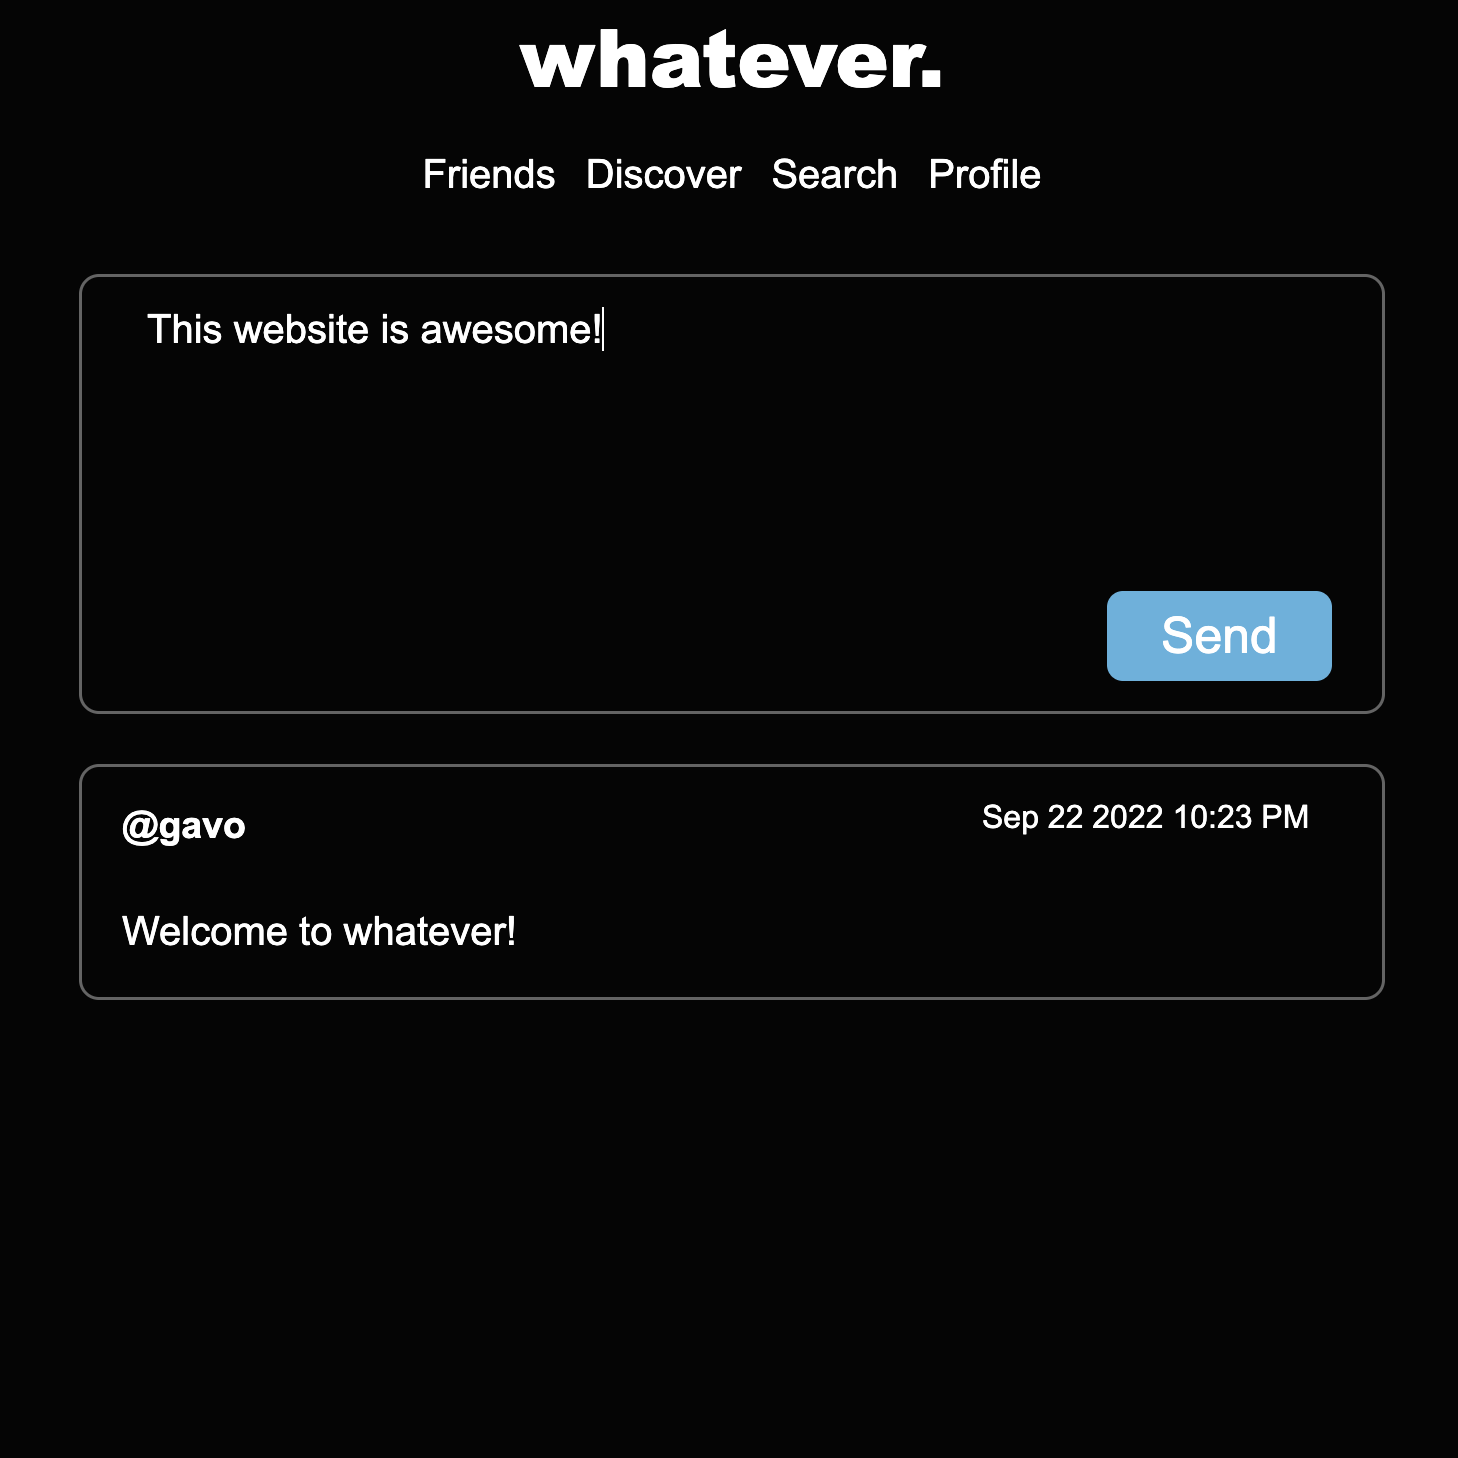 whatever.
Friends Discover Search Profile
This website is awesome!
Send
@gavo
Sep 22 2022 10:23 PM
Welcome to whatever!